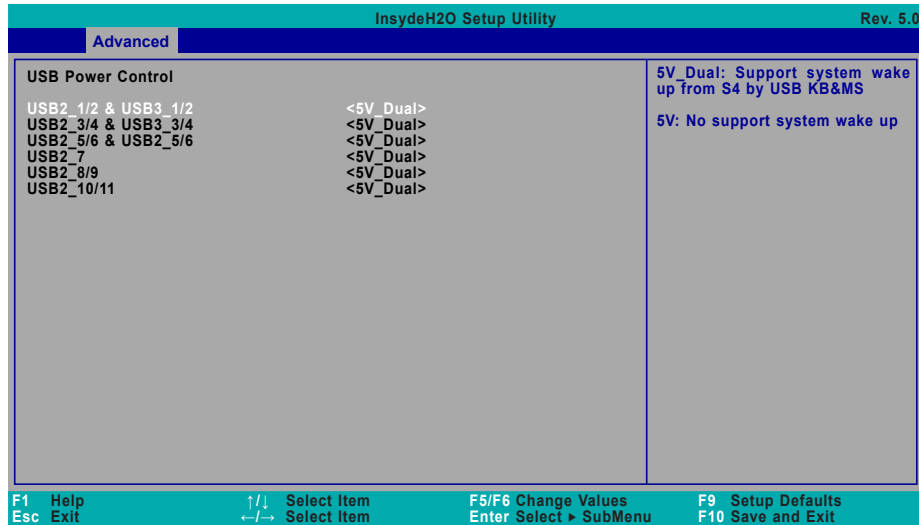 InsydeH2O Setup Utility Rev. 5.0
Advanced
USB Power Control
USB2_1/2 & USB3_1/2 <5V_Dual>
USB2_3/4 & USB3_3/4 <5V_Dual>
USB2_5/6 & USB2_5/6 <5V_Dual>
USB2_7 <5V_Dual>
USB2_8/9 <5V_Dual>
USB2_10/11 <5V_Dual>
5V_Dual: Support system wake
up from S4 by USB KB&MS
5V: No support system wake up
F1 Help ↑/↓ Select Item F5/F6 Change Values F9 Setup Defaults
Esc Exit ←/→ Select Item Enter Select ▸ SubMenu F10 Save and Exit